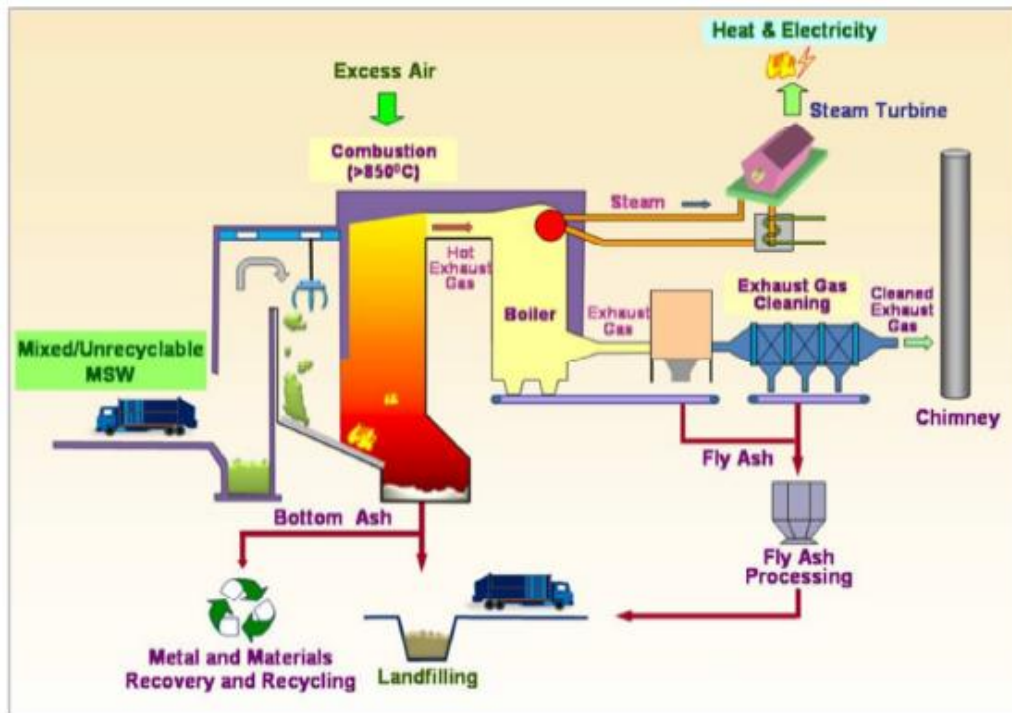 Heat & Electricity
Excess Air
Steam Turbine
Combustion
(>850⁰C)
Steam
Hot
Exhaust
Gas
Exhaust Gas
Cleaning
Cleaned
Exhaust
Gas
Boiler
Exhaust
Gas
Mixed/Unrecyclable
MSW
Chimney
Fly Ash
Bottom Ash
Fly Ash
Processing
Metal and Materials
Recovery and Recycling
Landfilling